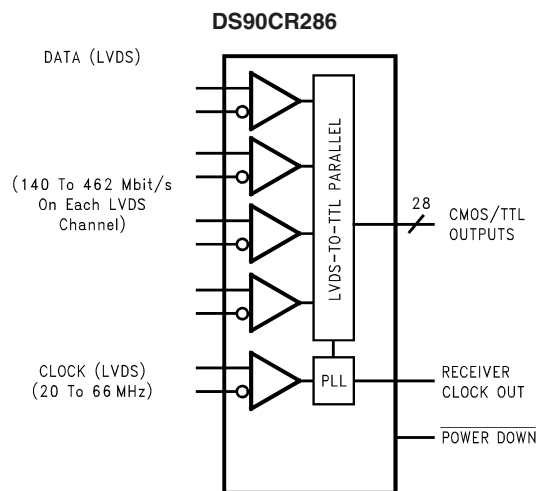 DS90CR286
DATA (LVDS)
(140 To 462 Mbit/s
On Each LVDS
Channel)
LVDS-TO-TTL PARALLEL
28
CMOS/TTL
OUTPUTS
CLOCK (LVDS)
(20 To 66 MHz)
PLL
RECEIVER
CLOCK OUT
POWER DOWN